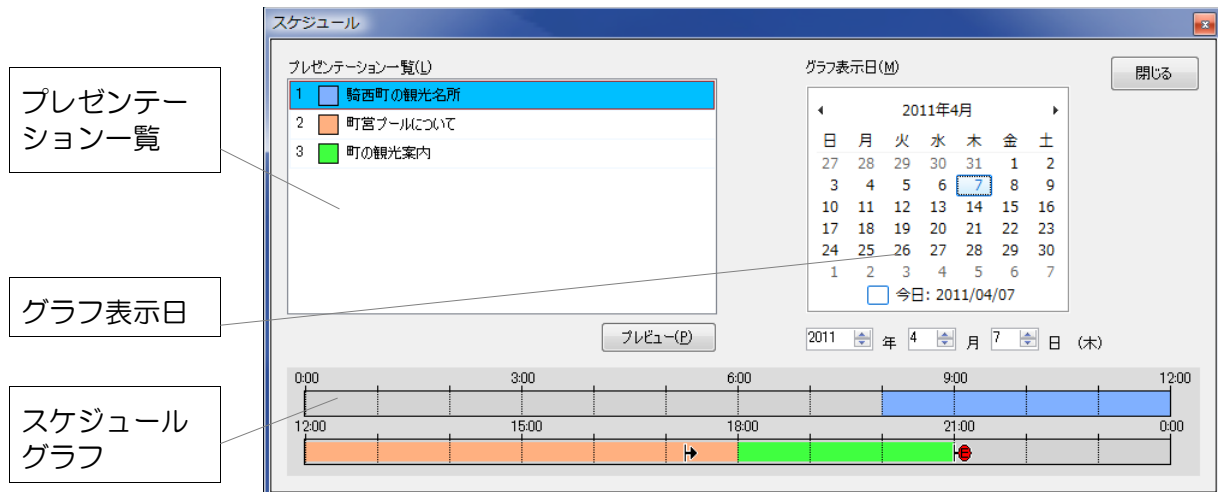 スケジュール
プレゼンテーション一覧
グラフ表示日
スケジュールグラフ
プレゼンテーション一覧(L)
1 騎西町の観光名所
2 町営プールについて
3 町の観光案内
プレビュー(P)
グラフ表示日(M)
閉じる
2011年4月
日 月 火 水 木 金 土
27 28 29 30 31 1 2
3 4 5 6 7 8 9
10 11 12 13 14 15 16
17 18 19 20 21 22 23
24 25 26 27 28 29 30
1 2 3 4 5 6 7
今日: 2011/04/07
2011 年 4 月 7 日 (木)
0:00 3:00 6:00 9:00 12:00
12:00 15:00 18:00 21:00 0:00